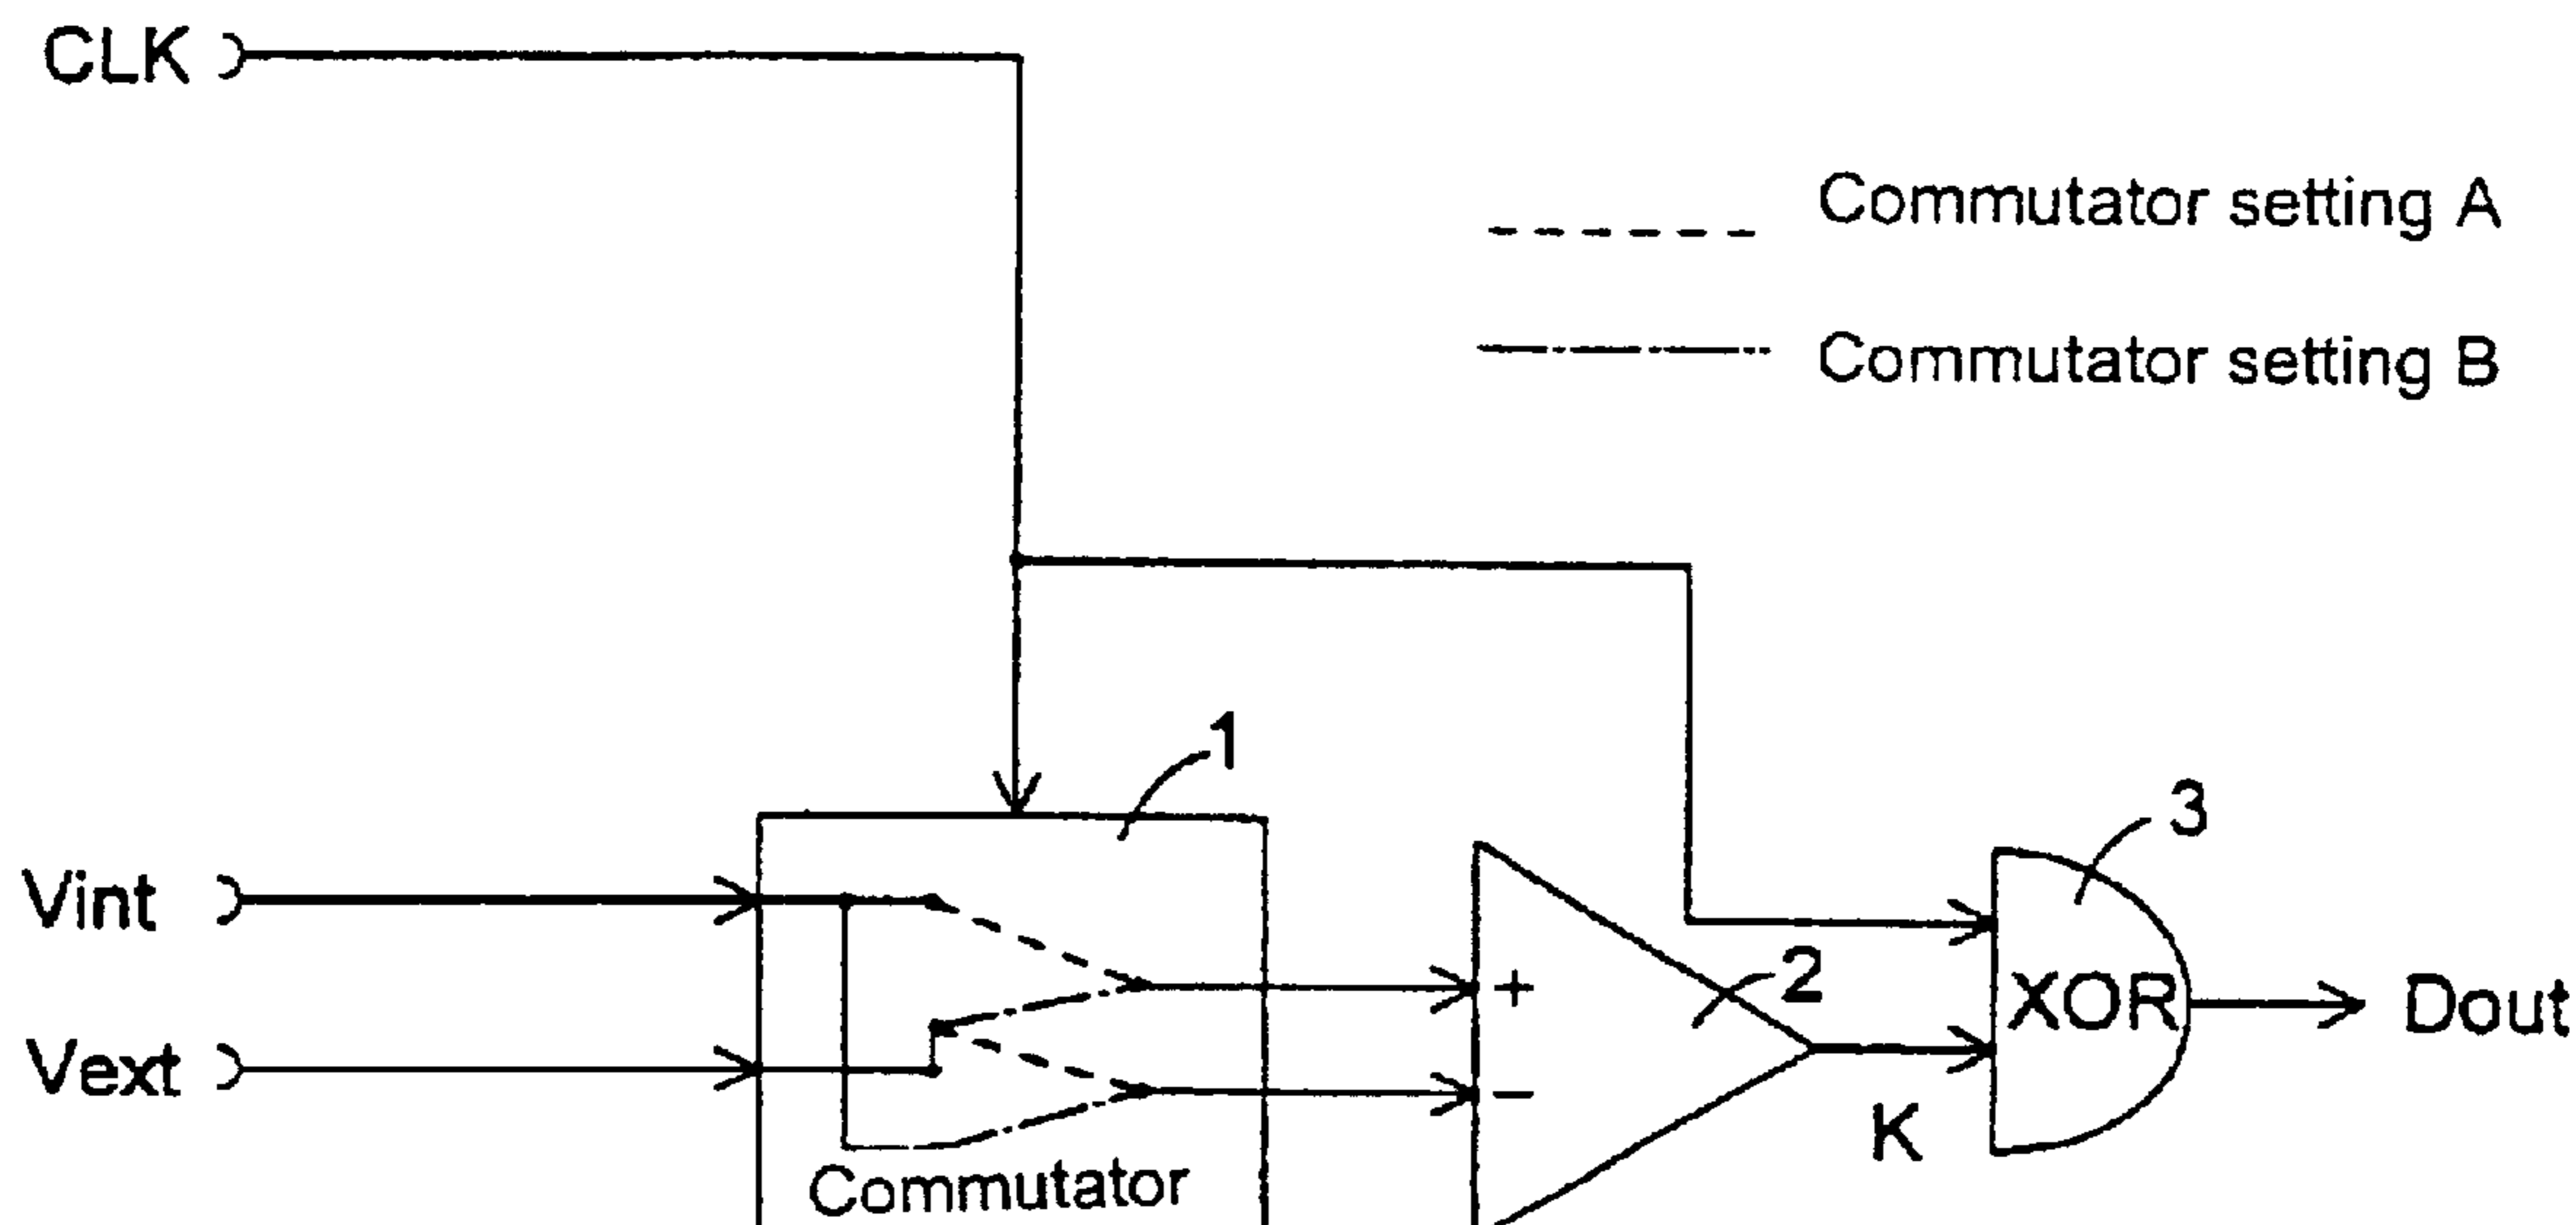 CLK
Commutator setting A
Commutator setting B
1
3
Vint
2
+
XOR
Dout
Vext
−
K
Commutator